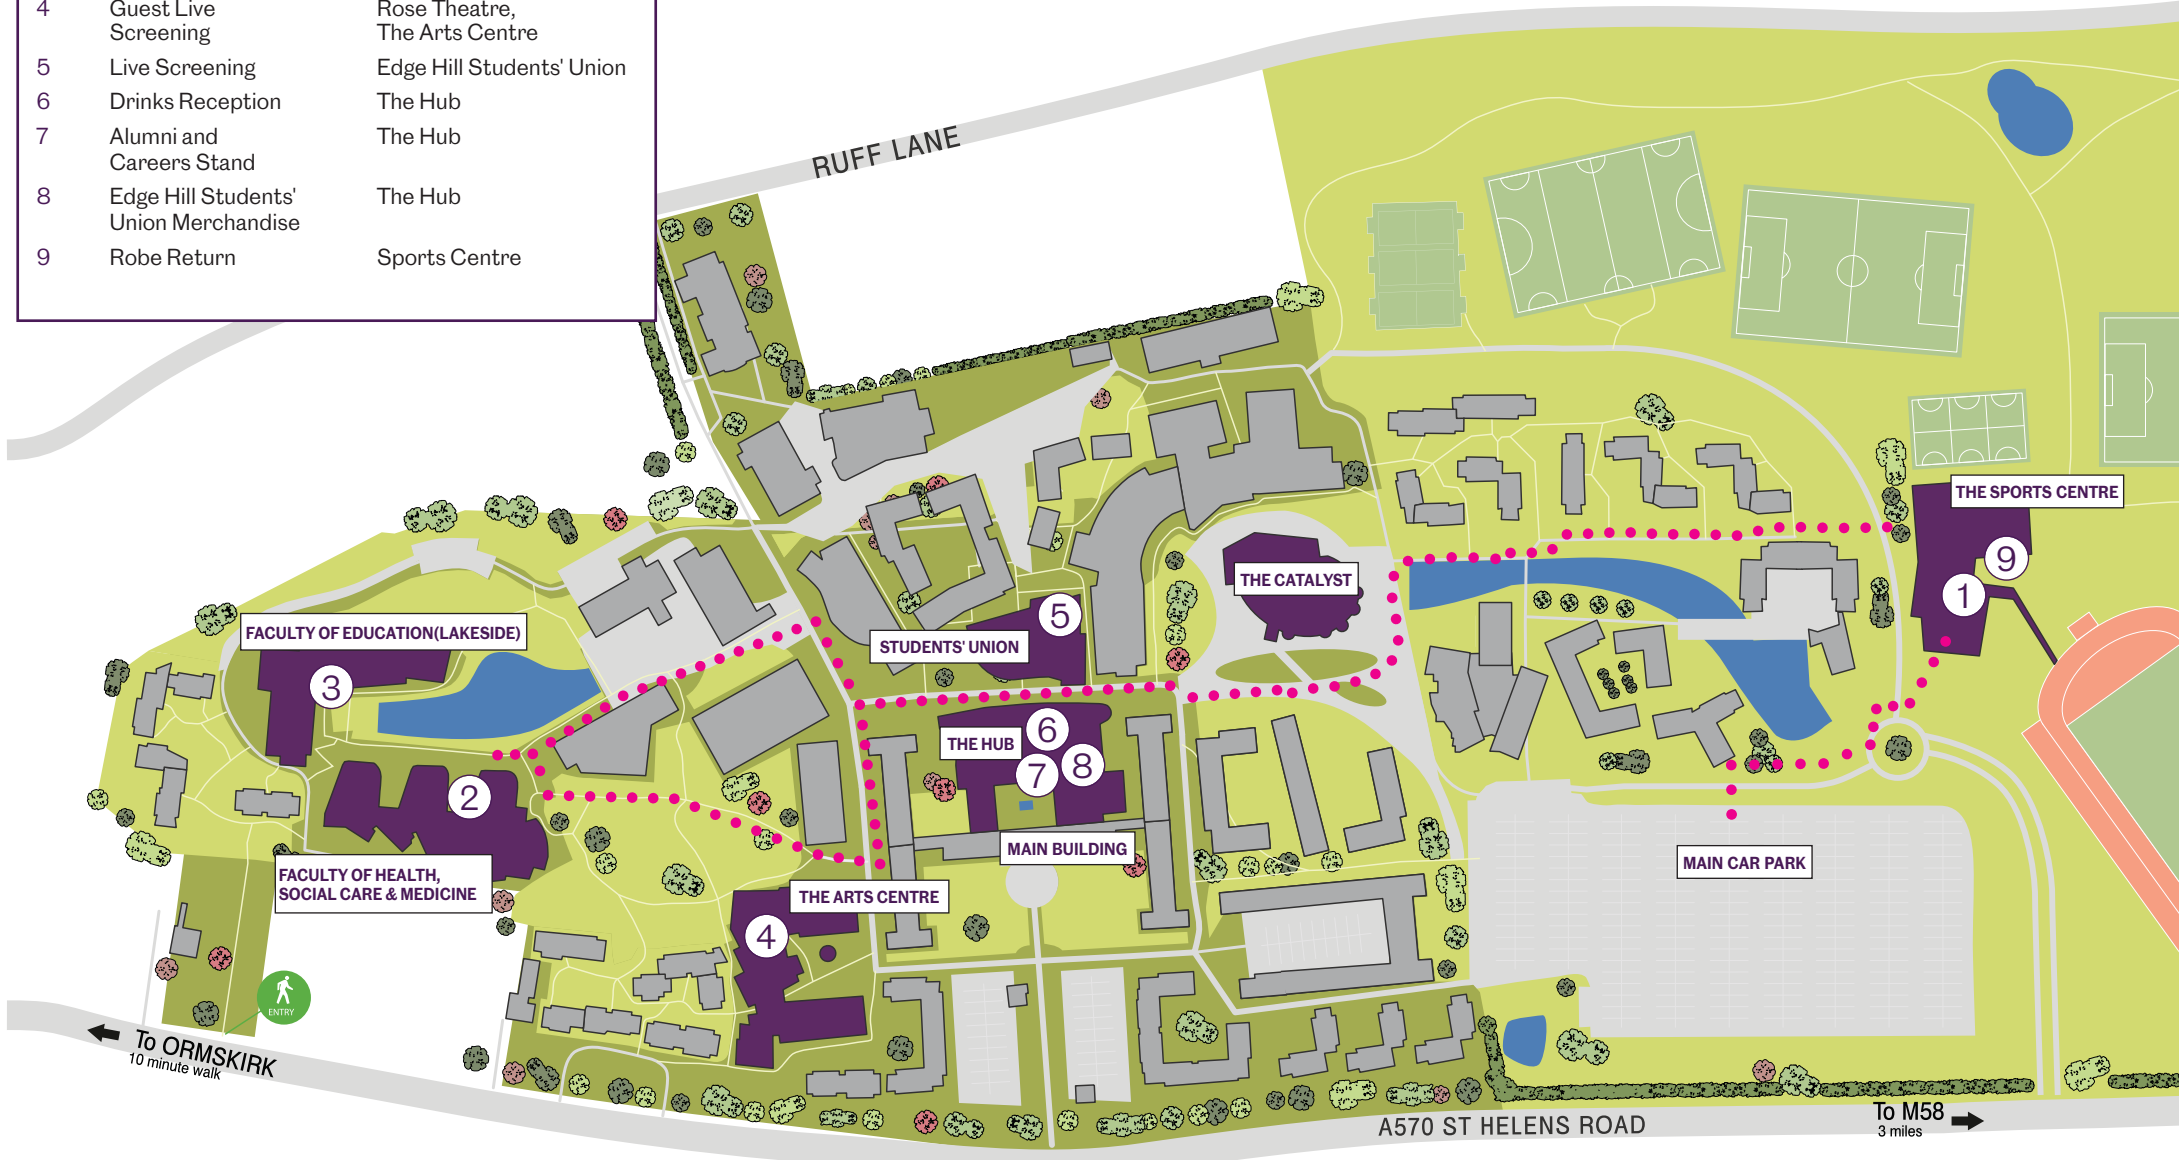 4 Guest Live Rose Theatre,
Screening The Arts Centre
5 Live Screening Edge Hill Students' Union
6 Drinks Reception The Hub
7 Alumni and The Hub
Careers Stand
8 Edge Hill Students' The Hub
Union Merchandise
9 Robe Return Sports Centre
RUFF LANE
THE SPORTS CENTRE
9
1
THE CATALYST
5
STUDENTS' UNION
FACULTY OF EDUCATION(LAKESIDE)
3
6
THE HUB
7
8
2
MAIN BUILDING
MAIN CAR PARK
FACULTY OF HEALTH,
SOCIAL CARE & MEDICINE
THE ARTS CENTRE
4
ENTRY
To ORMSKIRK
10 minute walk
A570 ST HELENS ROAD
To M58
3 miles